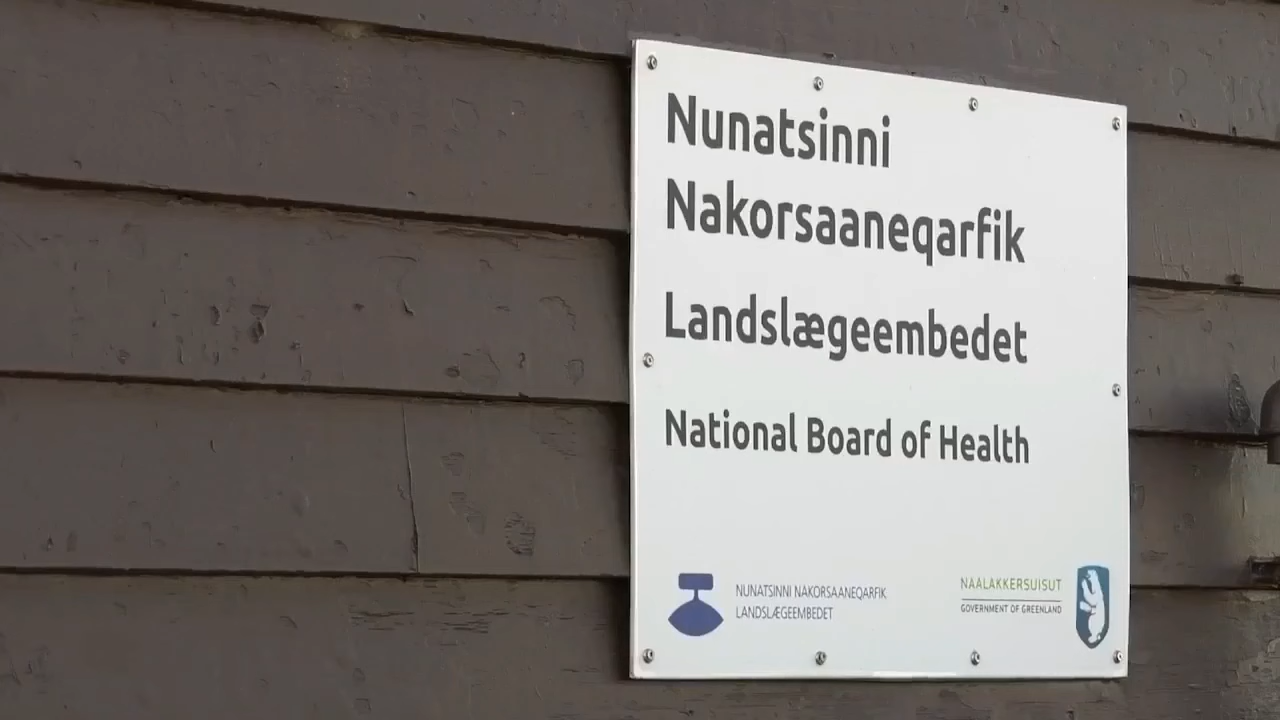 Nunatsinni
Nakorsaaneqarfik
Landslægeembedet
National Board of Health
NUNATSINNI NAKORSAANEQARFIK
LANDSLÆGEEMBEDET
NAALAKKERSUISUT
GOVERNMENT OF GREENLAND